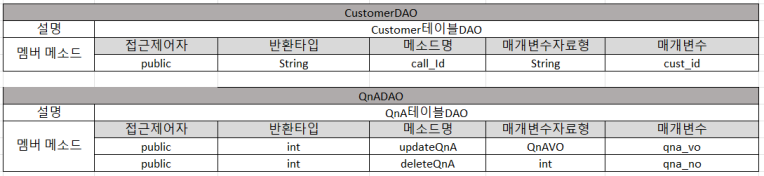 CustomerDAO
설명 Customer테이블DAO
멤버 메소드 접근제어자 반환타입 메소드명 매개변수자료형 매개변수
public String call_Id String cust_id
QnADAO
설명 QnA테이블DAO
멤버 메소드 접근제어자 반환타입 메소드명 매개변수자료형 매개변수
public int updateQnA QnAVO qna_vo
public int deleteQnA int qna_no